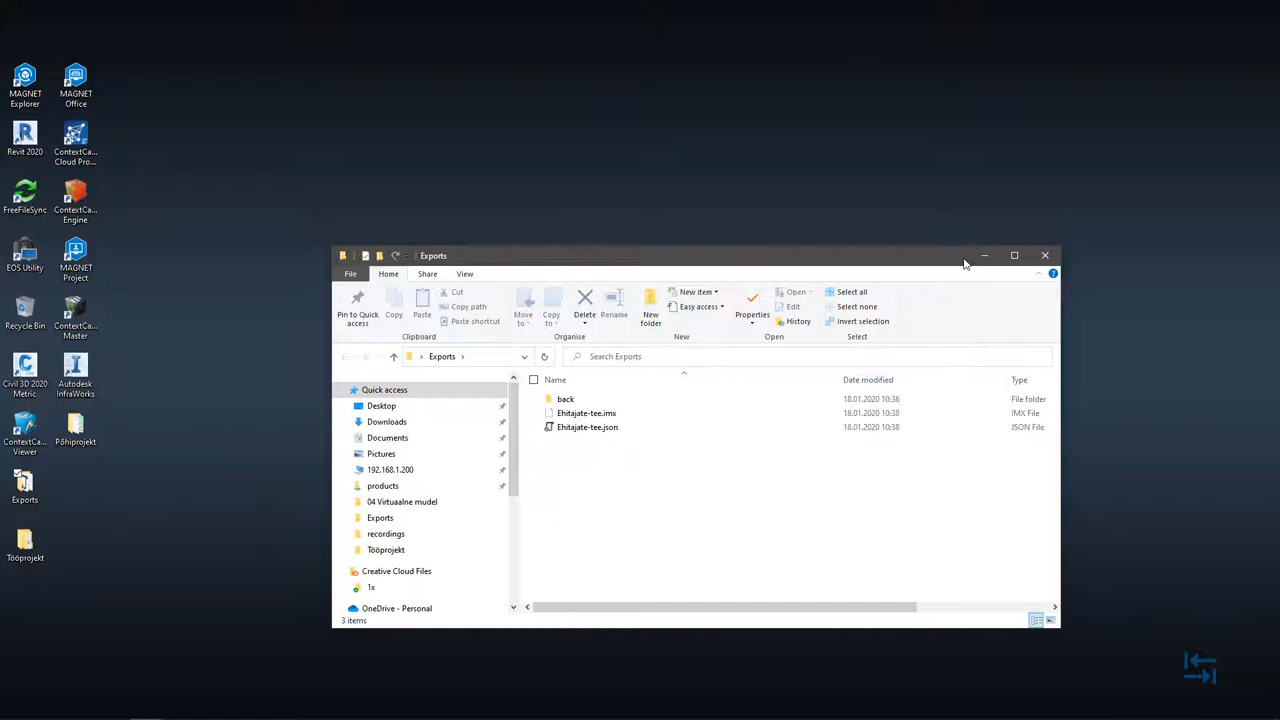 MAGNET
Explorer
MAGNET
Office
Revit 2020
ContextCa...
Cloud Pro...
FreeFileSync
ContextCa...
Engine
EOS Utility
MAGNET
Project
Recycle Bin
ContextCa...
Master
Civil 3D 2020
Metric
Autodesk
InfraWorks
ContextCa...
Viewer
Põhiprojekt
Exports
Tööprojekt
Exports
File
Home
Share
View
Pin to Quick
access
Copy
Paste
Cut
Copy path
Paste shortcut
Clipboard
Move
to
Copy
to
Delete
Rename
Organise
New
folder
New item
Easy access
New
Properties
Open
Edit
History
Open
Select all
Select none
Invert selection
Select
Exports
Search Exports
Quick access
Desktop
Downloads
Documents
Pictures
192.168.1.200
products
04 Virtuaalne mudel
Exports
recordings
Tööprojekt
Creative Cloud Files
1x
OneDrive - Personal
Name Date modified Type
back 18.01.2020 10:36 File folder
Ehitajate-tee.imx 18.01.2020 10:38 IMX File
Ehitajate-tee.json 18.01.2020 10:38 JSON File
3 items